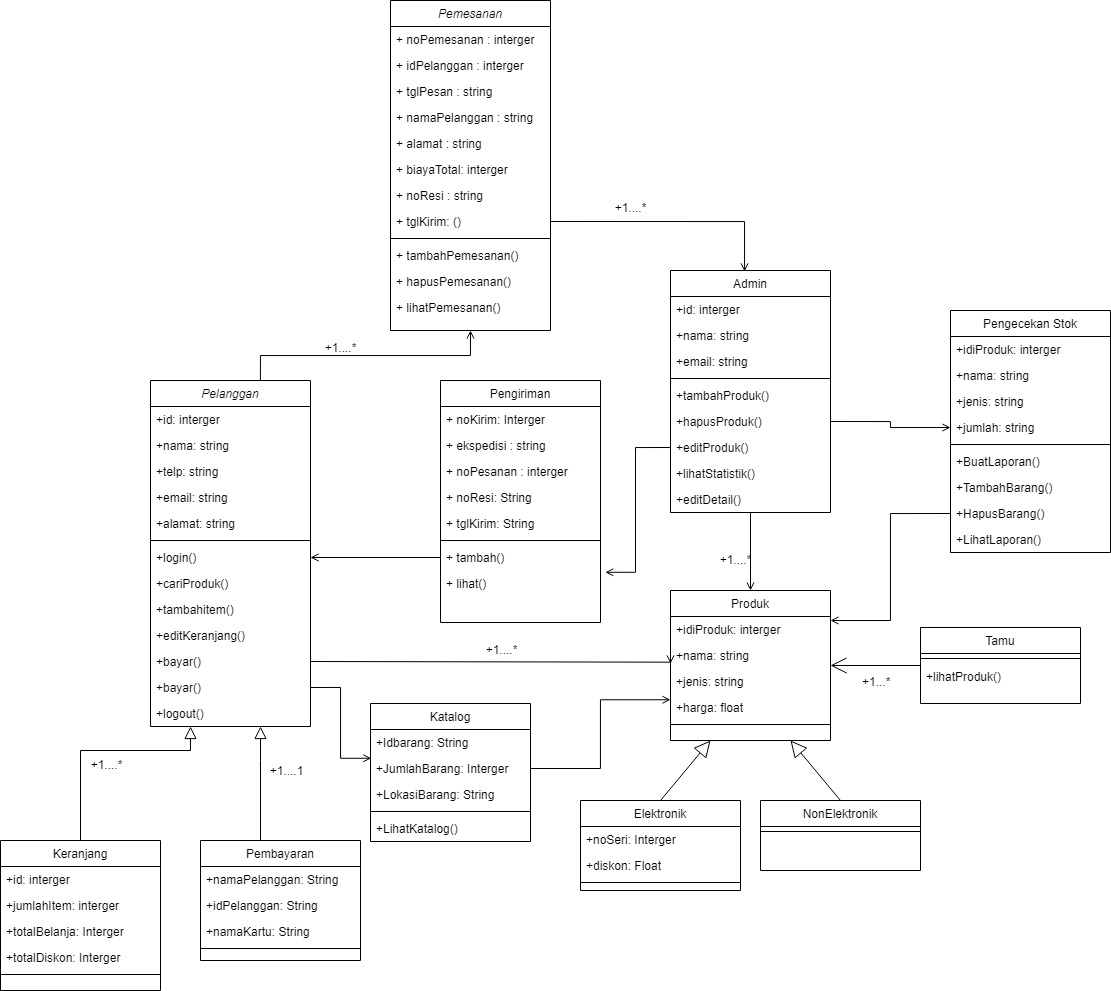 Pemesanan
+ noPemesanan : interger
+ idPelanggan : interger
+ tglPesan : string
+ namaPelanggan : string
+ alamat : string
+ biayaTotal: interger
+ noResi : string
+ tglKirim: ()
+ tambahPemesanan()
+ hapusPemesanan()
+ lihatPemesanan()
+1....*
Admin
+id: interger
+nama: string
+email: string
+tambahProduk()
+hapusProduk()
+editProduk()
+lihatStatistik()
+editDetail()
Pengecekan Stok
+idiProduk: interger
+nama: string
+jenis: string
+jumlah: string
+BuatLaporan()
+TambahBarang()
+HapusBarang()
+LihatLaporan()
+1....*
Pelanggan
+id: interger
+nama: string
+telp: string
+email: string
+alamat: string
+login()
+cariProduk()
+tambahitem()
+editKeranjang()
+bayar()
+bayar()
+logout()
Pengiriman
+ noKirim: Interger
+ ekspedisi : string
+ noPesanan : interger
+ noResi: String
+ tglKirim: String
+ tambah()
+ lihat()
+1....*
Produk
+idiProduk: interger
+nama: string
+jenis: string
+harga: float
+1....*
Tamu
+lihatProduk()
+1...*
Katalog
+Idbarang: String
+JumlahBarang: Interger
+LokasiBarang: String
+LihatKatalog()
+1....*
+1....1
Elektronik
+noSeri: Interger
+diskon: Float
NonElektronik
Keranjang
+id: interger
+jumlahItem: interger
+totalBelanja: Interger
+totalDiskon: Interger
Pembayaran
+namaPelanggan: String
+idPelanggan: String
+namaKartu: String